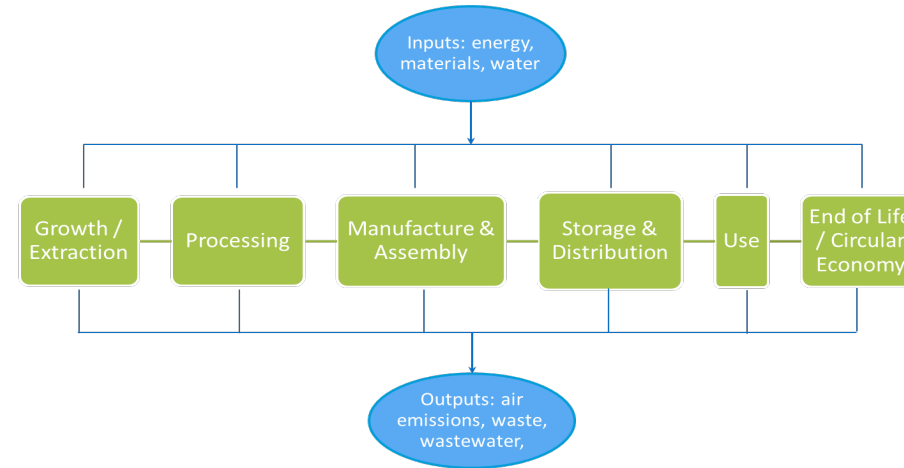 Inputs: energy,
materials, water
Growth /
Extraction
Processing
Manufacture &
Assembly
Storage &
Distribution
Use
End of Life
/ Circular
Economy
Outputs: air
emissions, waste,
wastewater,